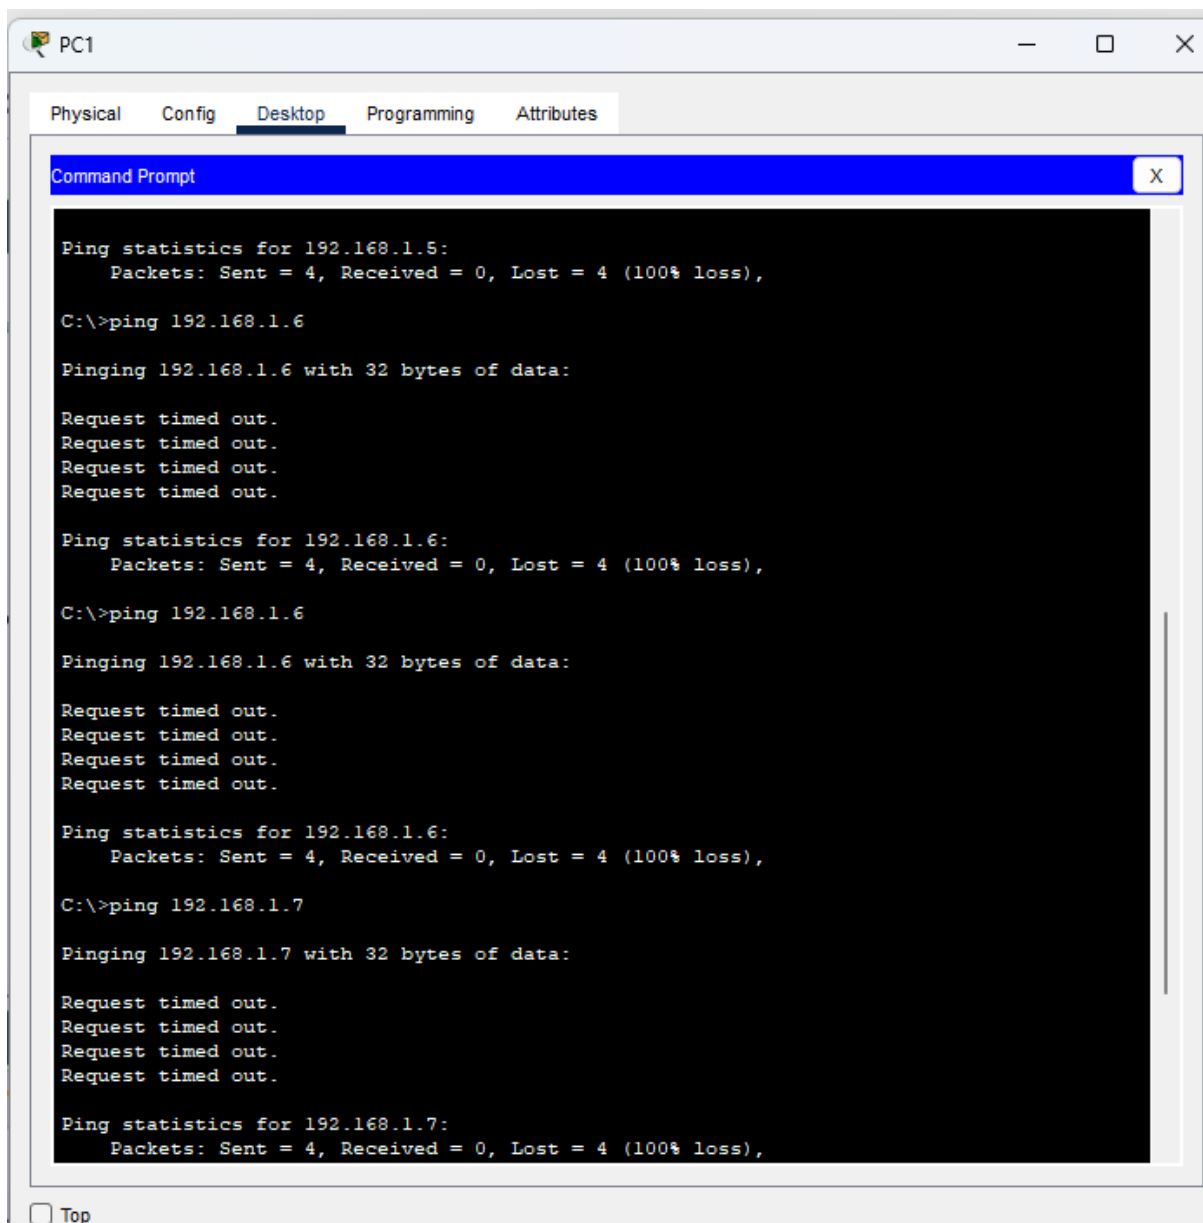 PC1
Physical Config Desktop Programming Attributes
Command Prompt
X
Ping statistics for 192.168.1.5:
Packets: Sent = 4, Received = 0, Lost = 4 (100% loss),
C:\>ping 192.168.1.6
Pinging 192.168.1.6 with 32 bytes of data:
Request timed out.
Request timed out.
Request timed out.
Request timed out.
Ping statistics for 192.168.1.6:
Packets: Sent = 4, Received = 0, Lost = 4 (100% loss),
C:\>ping 192.168.1.6
Pinging 192.168.1.6 with 32 bytes of data:
Request timed out.
Request timed out.
Request timed out.
Request timed out.
Ping statistics for 192.168.1.6:
Packets: Sent = 4, Received = 0, Lost = 4 (100% loss),
C:\>ping 192.168.1.7
Pinging 192.168.1.7 with 32 bytes of data:
Request timed out.
Request timed out.
Request timed out.
Request timed out.
Ping statistics for 192.168.1.7:
Packets: Sent = 4, Received = 0, Lost = 4 (100% loss),
Top